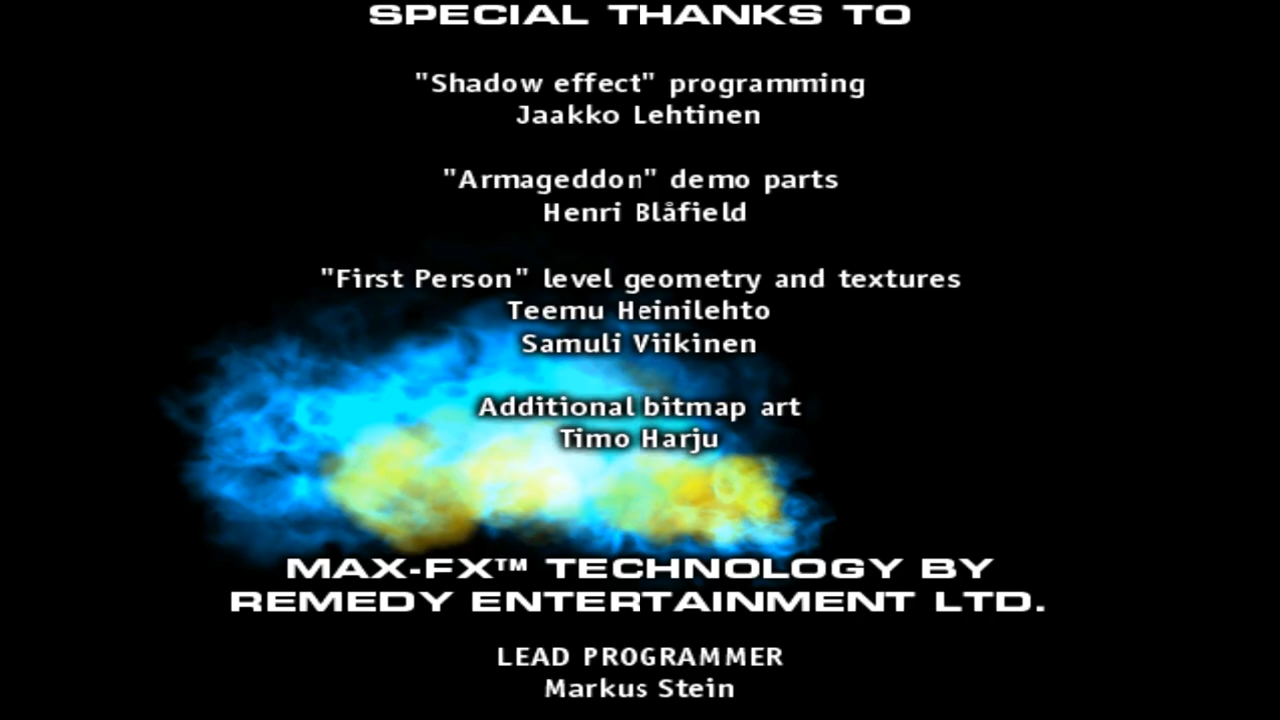 SPECIAL THANKS TO
"Shadow effect" programming
Jaakko Lehtinen
"Armageddon" demo parts
Henri Blåfield
"First Person" level geometry and textures
Teemu Heinilehto
Samuli Viikinen
Additional bitmap art
Timo Harju
MAX-FX™ TECHNOLOGY BY
REMEDY ENTERTAINMENT LTD.
LEAD PROGRAMMER
Markus Stein